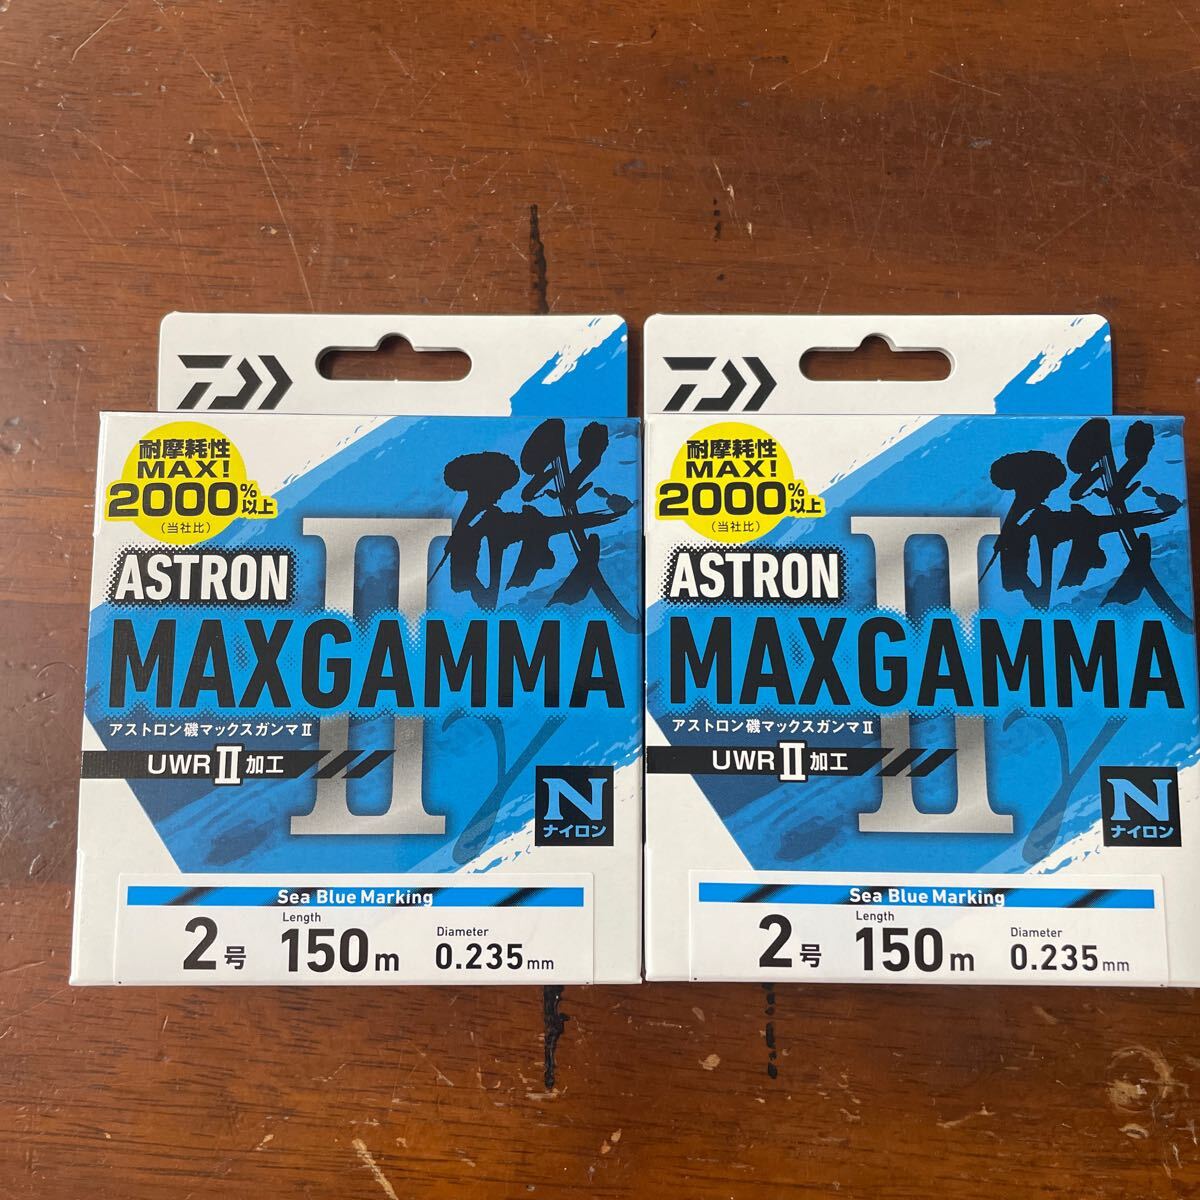 耐摩耗性
MAX!
2000%以上
(当社比)
磯
ASTRON
II
MAXGAMMA
アストロン磯マックスガンマⅡ
γ
UWRⅡ加工
N
ナイロン
Sea Blue Marking
2号
Length
150m
Diameter
0.235mm
耐摩耗性
MAX!
2000%以上
(当社比)
磯
ASTRON
II
MAXGAMMA
アストロン磯マックスガンマⅡ
γ
UWRⅡ加工
N
ナイロン
Sea Blue Marking
2号
Length
150m
Diameter
0.235mm